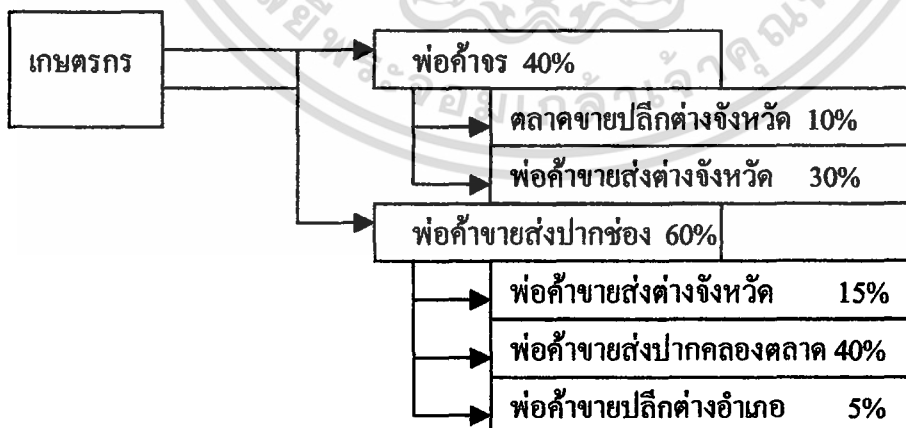 เกษตรกร
พ่อค้าจร 40%
ตลาดขายปลีกต่างจังหวัด 10%
พ่อค้าขายส่งต่างจังหวัด 30%
พ่อค้าขายส่งปากช่อง 60%
พ่อค้าขายส่งต่างจังหวัด 15%
พ่อค้าขายส่งปากคลองตลาด 40%
พ่อค้าขายปลีกต่างอำเภอ 5%